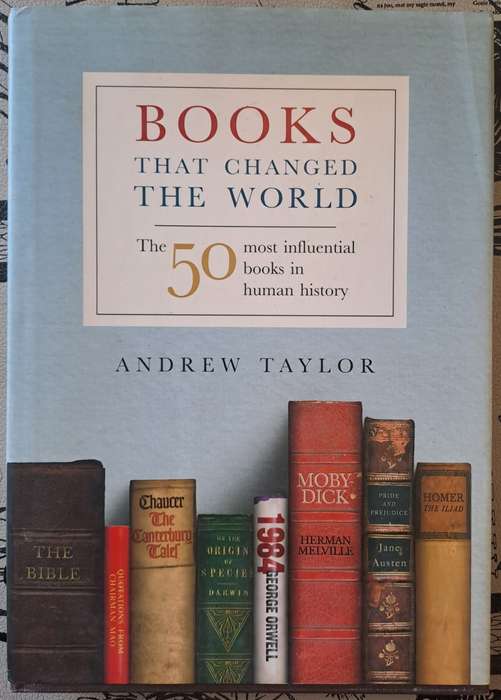 BOOKS
THAT CHANGED
THE WORLD
The 50 most influential
books in
human history
ANDREW TAYLOR
THE
BIBLE
QUOTATIONS FROM
CHAIRMAN MAO
Chaucer
The
Canterbury
Tales
ON THE
ORIGIN
OF
SPECIES
DARWIN
1984
GEORGE ORWELL
MOBY-
DICK
HERMAN
MELVILLE
PRIDE
AND
PREJUDICE
Jane
Austen
HOMER
THE ILIAD